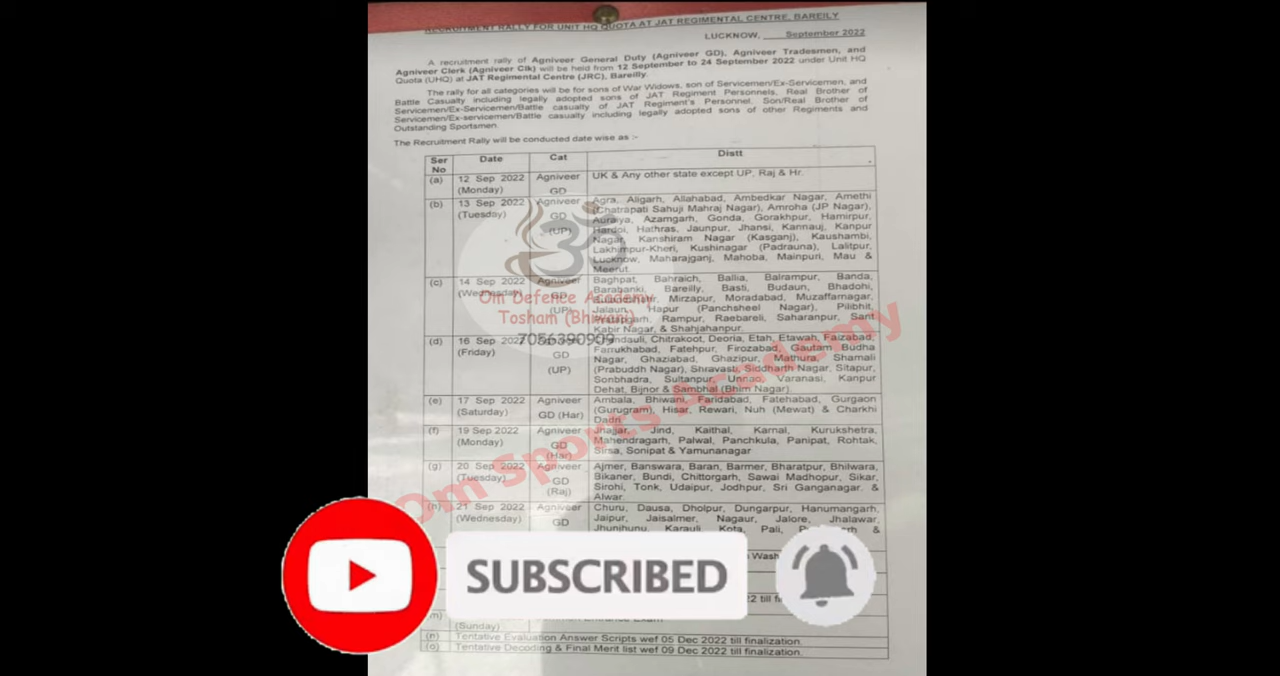 RECRUITMENT RALLY FOR UNIT HQ QUOTA AT JAT REGIMENTAL CENTRE, BAREILY
LUCKNOW, September 2022
A recruitment rally of Agniveer General Duty (Agniveer GD), Agniveer Tradesmen, and
Agniveer Clerk (Agniveer Clk) will be held from 12 September to 24 September 2022 under Unit HQ
Quota (UHQ) at JAT Regimental Centre (JRC), Bareilly.
The rally for all categories will be for sons of War Widows, son of Servicemen/Ex-Servicemen, and
Battle Casualty including legally adopted sons of JAT Regiment Personnels, Real Brother of
Servicemen/Ex-Servicemen/Battle casualty of JAT Regiment's Personnel, Son/Real Brother of
Servicemen/Ex-servicemen/Battle casualty including legally adopted sons of other Regiments and
Outstanding Sportsmen.
The Recruitment Rally will be conducted date wise as :-
Ser No Date Cat Distt
(a) 12 Sep 2022 Agniveer UK & Any other state except UP, Raj & Hr.
(Monday) GD
(b) 13 Sep 2022 Agniveer Agra, Aligarh, Allahabad, Ambedkar Nagar, Amethi
(Tuesday) GD (Chatrapati Sahuji Mahraj Nagar), Amroha (JP Nagar),
(UP) Auraiya, Azamgarh, Gonda, Gorakhpur, Hamirpur,
Hardoi, Hathras, Jaunpur, Jhansi, Kannauj, Kanpur
Nagar, Kanshiram Nagar (Kasganj), Kaushambi,
Lakhimpur-Kheri, Kushinagar (Padrauna), Lalitpur,
Lucknow, Maharajganj, Mahoba, Mainpuri, Mau &
Meerut.
(c) 14 Sep 2022 Agniveer Baghpat, Bahraich, Ballia, Balrampur, Banda,
(Wednesday) GD Barabanki, Bareilly, Basti, Budaun, Bhadohi,
(UP) Mirzapur, Moradabad, Muzaffarnagar,
Jalaun, Hapur (Panchsheel Nagar), Pilibhit,
Pratapgarh, Rampur, Raebareli, Saharanpur, Sant
Kabir Nagar, & Shahjahanpur.
(d) 16 Sep 2022 Chitrakoot, Deoria, Etah, Etawah, Faizabad,
(Friday) GD Farrukhabad, Fatehpur, Firozabad, Gautam Budha
Nagar, Ghaziabad, Ghazipur, Mathura, Shamali
(UP) (Prabuddh Nagar), Shravasti, Siddharth Nagar, Sitapur,
Sonbhadra, Sultanpur, Unnao, Varanasi, Kanpur
Dehat, Bijnor & Sambhal (Bhim Nagar).
(e) 17 Sep 2022 Agniveer Ambala, Bhiwani, Faridabad, Fatehabad, Gurgaon
(Saturday) GD (Har) (Gurugram), Hisar, Rewari, Nuh (Mewat) & Charkhi
Dadri
(f) 19 Sep 2022 Agniveer Jhajjar, Jind, Kaithal, Karnal, Kurukshetra,
(Monday) GD Mahendragarh, Palwal, Panchkula, Panipat, Rohtak,
(Har) Sirsa, Sonipat & Yamunanagar
(g) 20 Sep 2022 Agniveer Ajmer, Banswara, Baran, Barmer, Bharatpur, Bhilwara,
(Tuesday) GD Bikaner, Bundi, Chittorgarh, Sawai Madhopur, Sikar,
(Raj) Sirohi, Tonk, Udaipur, Jodhpur, Sri Ganganagar. &
Alwar.
(h) 21 Sep 2022 Agniveer Churu, Dausa, Dholpur, Dungarpur, Hanumangarh,
(Wednesday) GD Jaipur, Jaisalmer, Nagaur, Jalore, Jhalawar,
Jhunjhunu, Karauli Kota, Pali, &
(m)
(Sunday)
(n) Tentative Evaluation Answer Scripts wef 05 Dec 2022 till finalization.
(o) Tentative Decoding & Final Merit list wef 09 Dec 2022 till finalization.
Om Defence Academy
Tosham (Bhiwani)
7056390909
Om Sports Academy
SUBSCRIBED